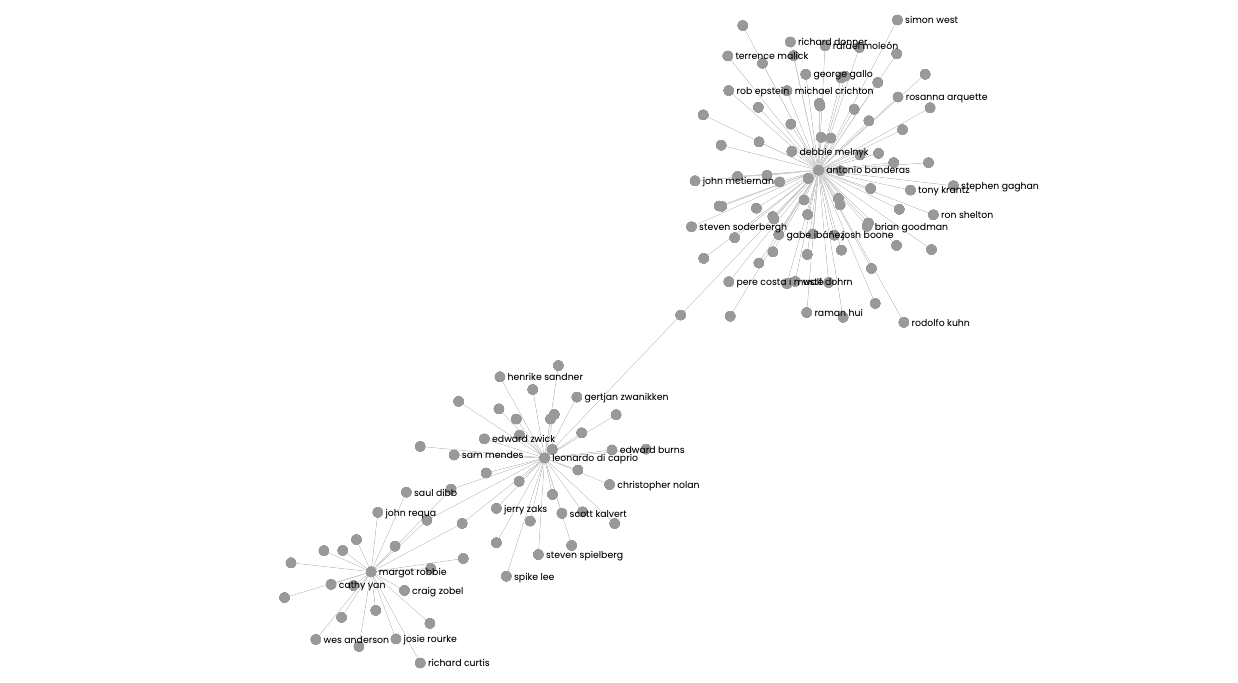 simon west
richard donner
rafael moleón
terrence malick
george gallo
rob epstein
michael crichton
rosanna arquette
debbie melnyk
antonio banderas
john mctiernan
stephen gaghan
tony krantz
ron shelton
steven soderbergh
brian goodman
gabe ibáñez
josh boone
pere costa i musté
rodolfo kuhn
raman hui
henrike sandner
gertjan zwanikken
edward zwick
edward burns
sam mendes
leonardo di caprio
christopher nolan
saul dibb
jerry zaks
john requa
scott kalvert
steven spielberg
margot robbie
spike lee
cathy yan
craig zobel
wes anderson
josie rourke
richard curtis